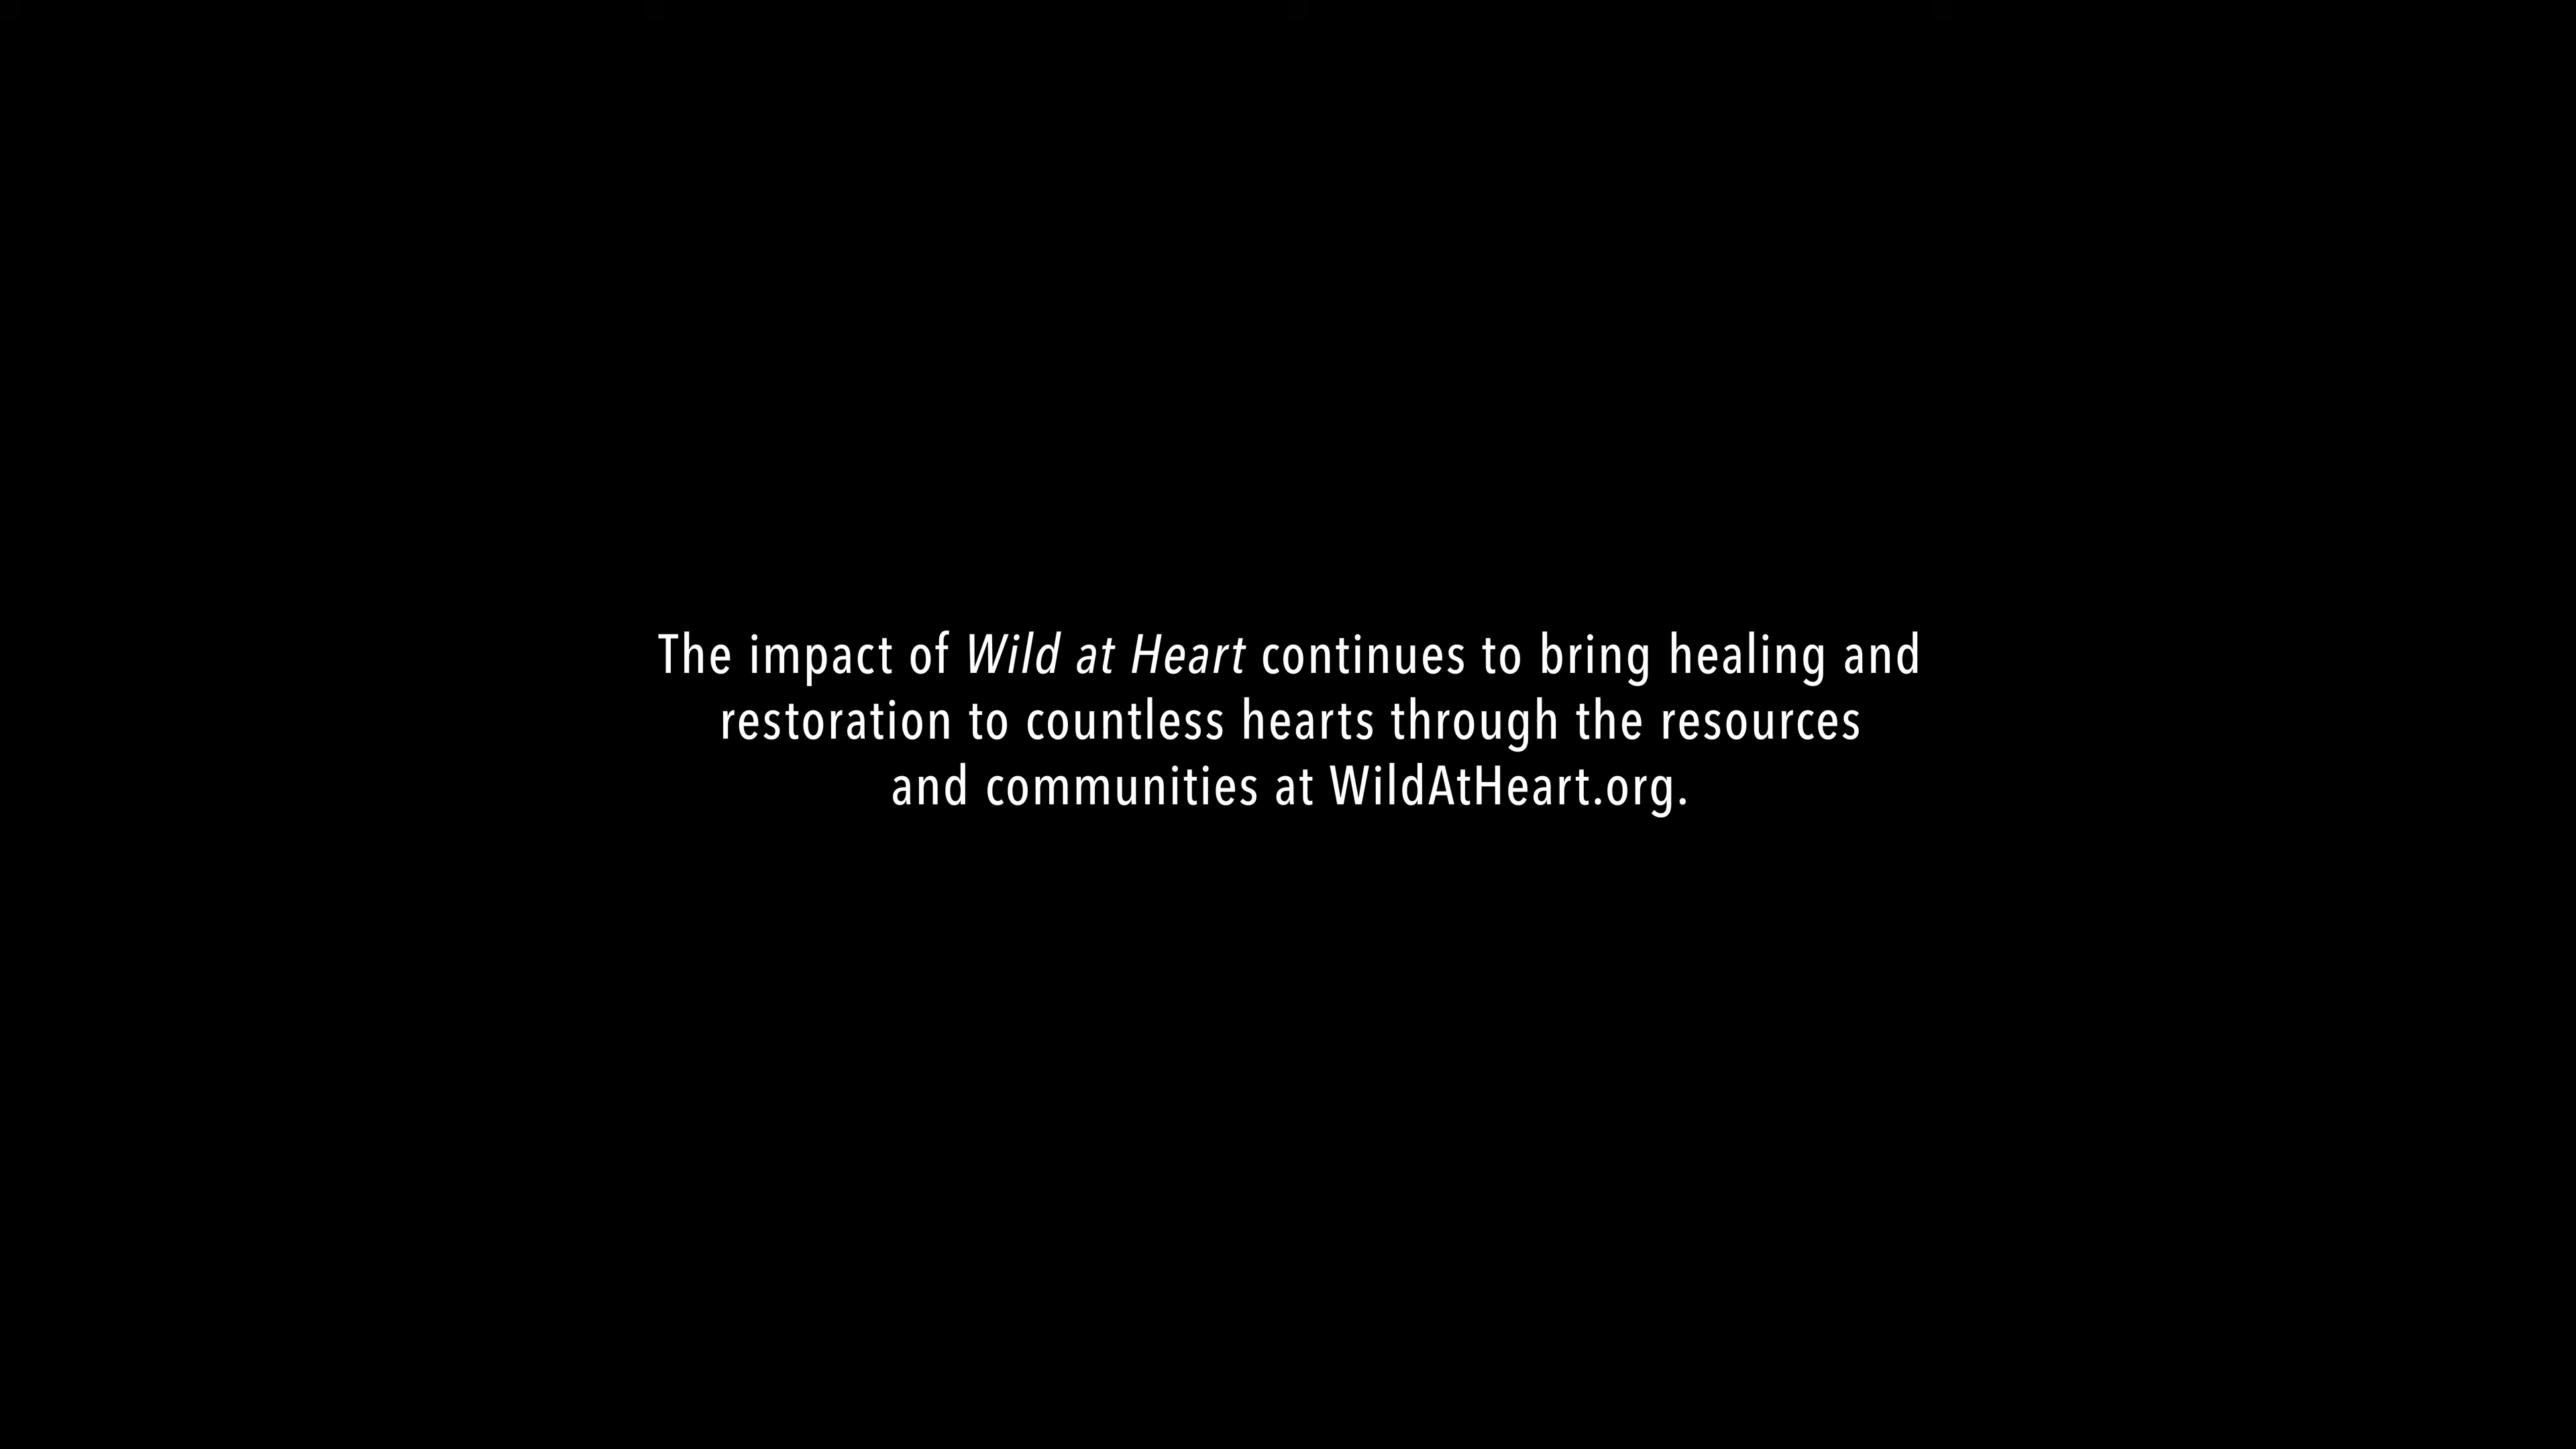 The impact of Wild at Heart continues to bring healing and
restoration to countless hearts through the resources
and communities at WildAtHeart.org.